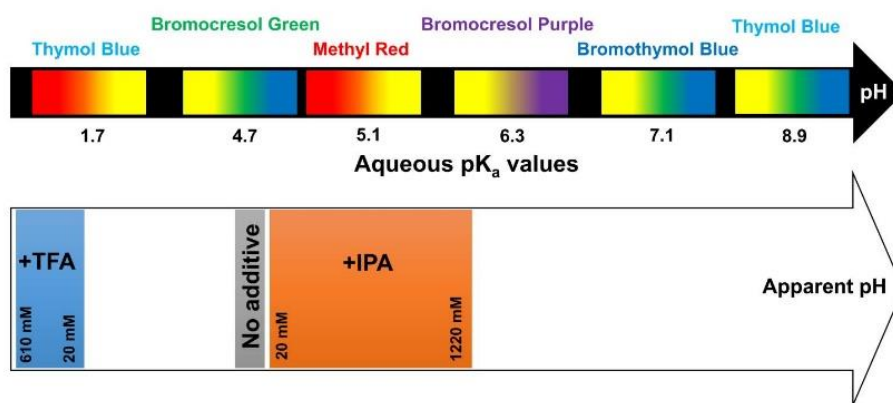 Bromocresol Green Bromocresol Purple Thymol Blue
Thymol Blue Methyl Red Bromothymol Blue
pH
1.7 4.7 5.1 6.3 7.1 8.9
Aqueous pKa values
+TFA
610 mM
20 mM
No additive
+IPA
20 mM
1220 mM
Apparent pH